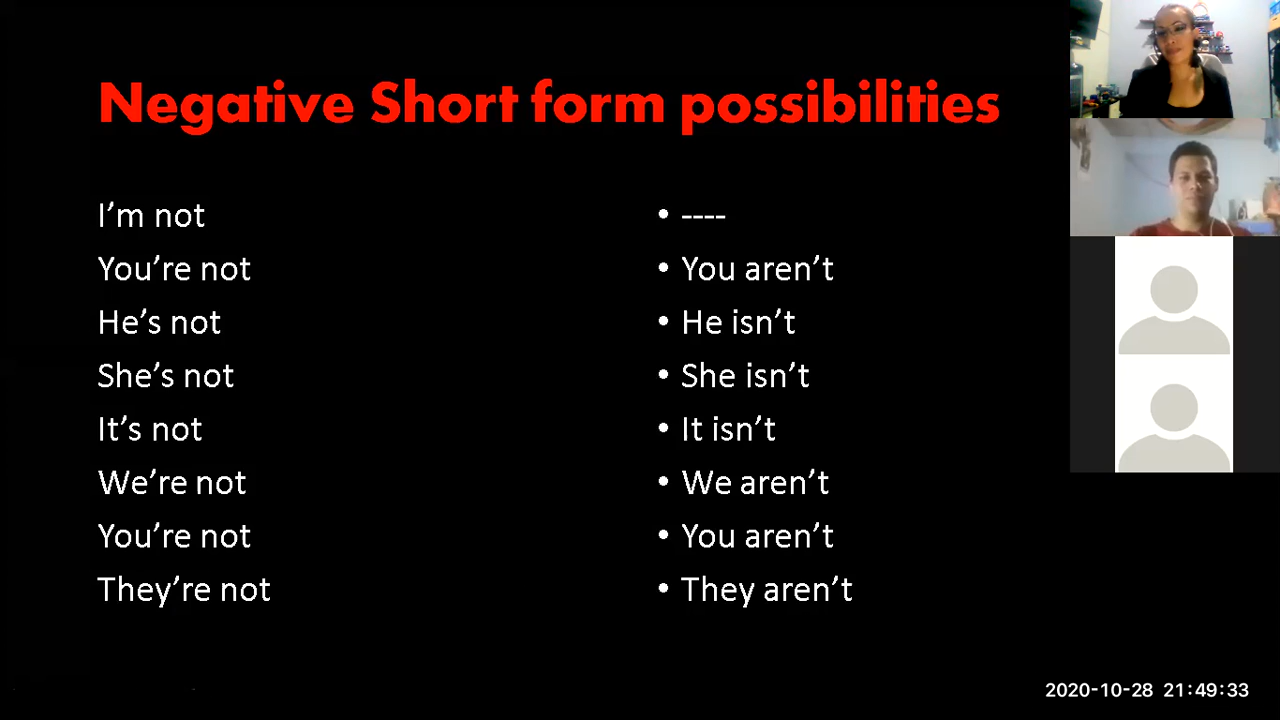 Negative Short form possibilities
I’m not
You’re not
He’s not
She’s not
It’s not
We’re not
You’re not
They’re not
• ----
• You aren’t
• He isn’t
• She isn’t
• It isn’t
• We aren’t
• You aren’t
• They aren’t
2020-10-28 21:49:33